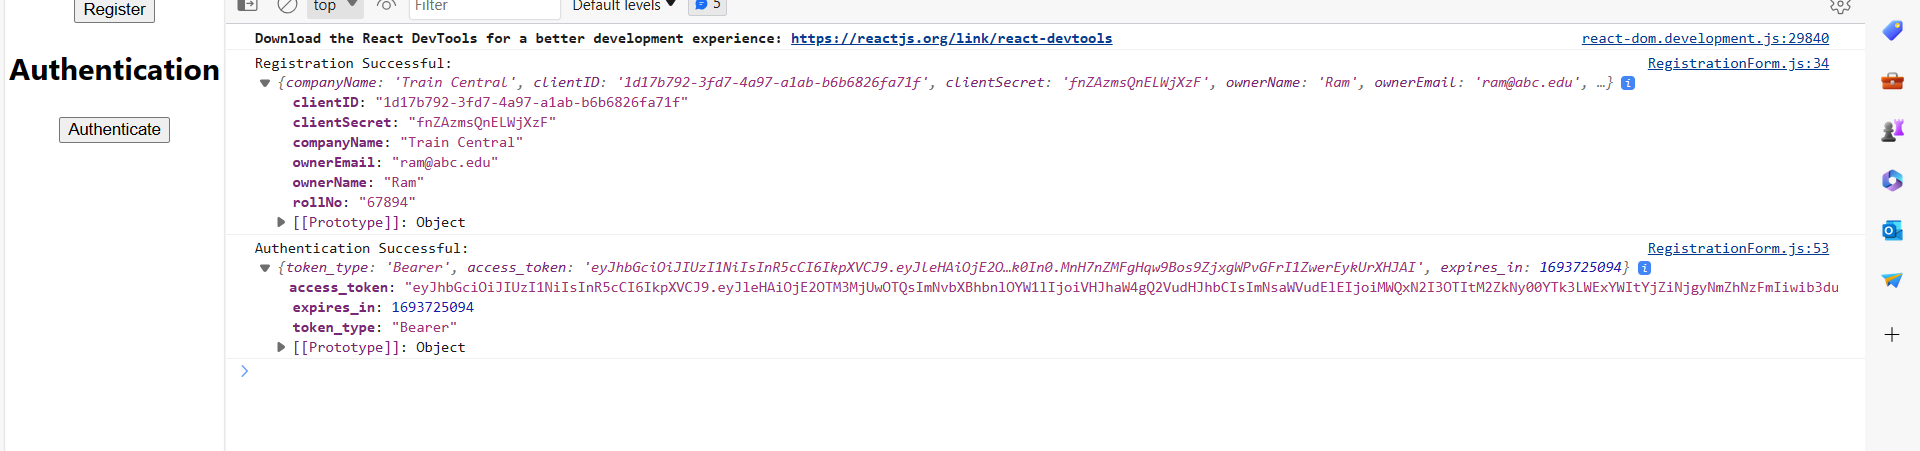 Register
top
Filter
Default levels
5
Authentication
Authenticate
Download the React DevTools for a better development experience: https://reactjs.org/link/react-devtools react-dom.development.js:29840
Registration Successful: RegistrationForm.js:34
{companyName: 'Train Central', clientID: '1d17b792-3fd7-4a97-a1ab-b6b6826fa71f', clientSecret: 'fnZAzmsQnELWjXzF', ownerName: 'Ram', ownerEmail: 'ram@abc.edu', …}
clientID: "1d17b792-3fd7-4a97-a1ab-b6b6826fa71f"
clientSecret: "fnZAzmsQnELWjXzF"
companyName: "Train Central"
ownerEmail: "ram@abc.edu"
ownerName: "Ram"
rollNo: "67894"
[[Prototype]]: Object
Authentication Successful: RegistrationForm.js:53
{token_type: 'Bearer', access_token: 'eyJhbGciOiJIUzI1NiIsInR5cCI6IkpXVCJ9.eyJleHAiOjE2O…k0In0.MnH7nZMFgHqw9Bos9ZjxgWPvGFrI1ZwerEykUrXHJAI', expires_in: 1693725094}
access_token: "eyJhbGciOiJIUzI1NiIsInR5cCI6IkpXVCJ9.eyJleHAiOjE2OTM3MjUwOTQsImNvbXBhbnlOYW1lIjoiVHJhaW4gQ2VudHJhbCIsImNsaWVudElEIjoiMWQxN2I3OTItM2ZkNy00YTk3LWExYWItYjZiNjgyNmZhNzFmIiwib3du
expires_in: 1693725094
token_type: "Bearer"
[[Prototype]]: Object